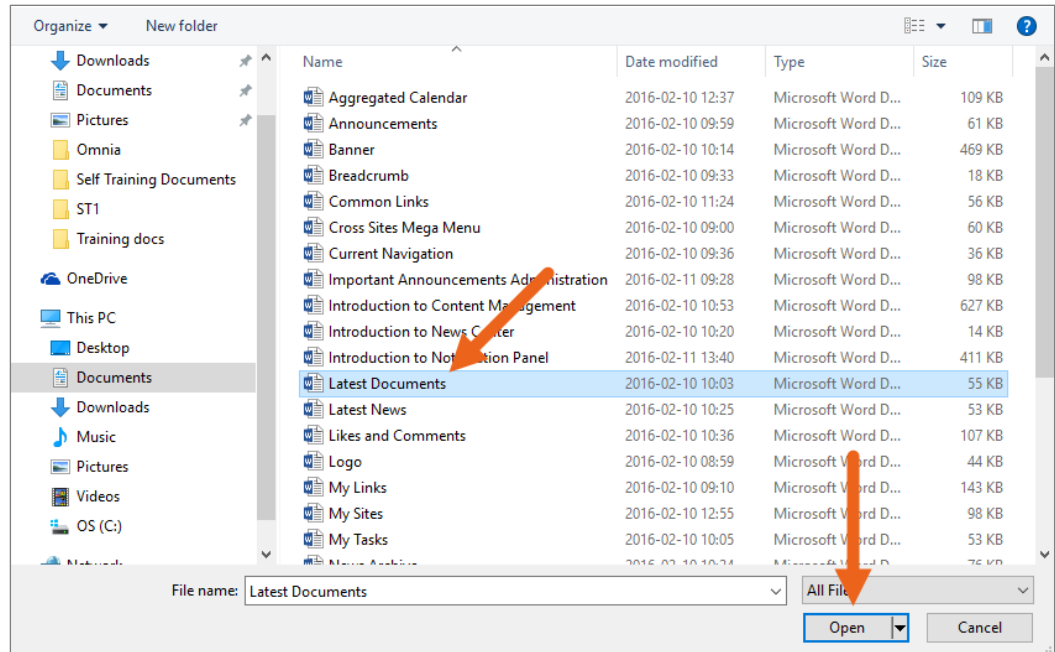 Organize New folder
Downloads
Documents
Pictures
Omnia
Self Training Documents
ST1
Training docs
OneDrive
This PC
Desktop
Documents
Downloads
Music
Pictures
Videos
OS (C:)
Name Date modified Type Size
Aggregated Calendar 2016-02-10 12:37 Microsoft Word D... 109 KB
Announcements 2016-02-10 09:59 Microsoft Word D... 61 KB
Banner 2016-02-10 10:14 Microsoft Word D... 469 KB
Breadcrumb 2016-02-10 09:33 Microsoft Word D... 18 KB
Common Links 2016-02-10 11:24 Microsoft Word D... 56 KB
Cross Sites Mega Menu 2016-02-10 09:00 Microsoft Word D... 60 KB
Current Navigation 2016-02-10 09:36 Microsoft Word D... 36 KB
Important Announcements Administration 2016-02-11 09:28 Microsoft Word D... 98 KB
Introduction to Content Management 2016-02-10 10:53 Microsoft Word D... 627 KB
Introduction to News Center 2016-02-10 10:20 Microsoft Word D... 14 KB
Introduction to Notification Panel 2016-02-11 13:40 Microsoft Word D... 411 KB
Latest Documents 2016-02-10 10:03 Microsoft Word D... 55 KB
Latest News 2016-02-10 10:25 Microsoft Word D... 53 KB
Likes and Comments 2016-02-10 10:36 Microsoft Word D... 107 KB
Logo 2016-02-10 08:59 Microsoft Word D... 44 KB
My Links 2016-02-10 09:10 Microsoft Word D... 143 KB
My Sites 2016-02-10 12:55 Microsoft Word D... 98 KB
My Tasks 2016-02-10 10:05 Microsoft Word D... 53 KB
File name: Latest Documents All File
Open Cancel